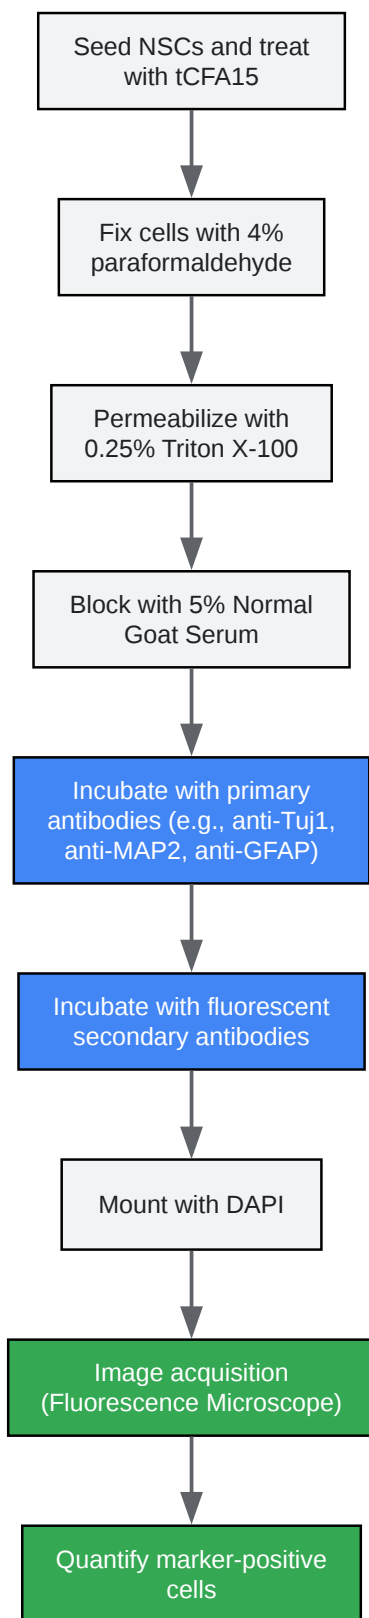 Seed NSCs and treat
with tCFA15
Fix cells with 4%
paraformaldehyde
Permeabilize with
0.25% Triton X-100
Block with 5% Normal
Goat Serum
Incubate with primary
antibodies (e.g., anti-Tuj1,
anti-MAP2, anti-GFAP)
Incubate with fluorescent
secondary antibodies
Mount with DAPI
Image acquisition
(Fluorescence Microscope)
Quantify marker-positive
cells